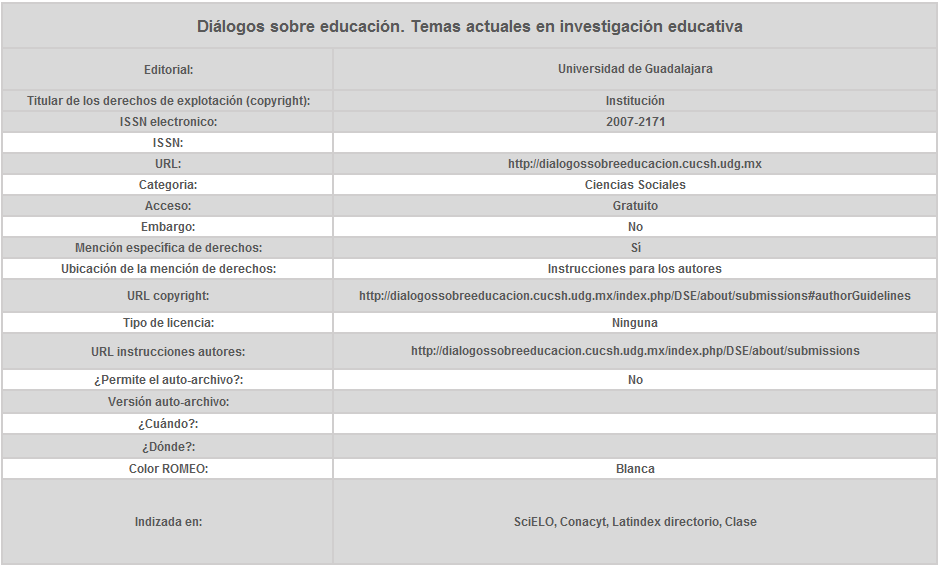 Diálogos sobre educación. Temas actuales en investigación educativa
Editorial: Universidad de Guadalajara
Titular de los derechos de explotación (copyright): Institución
ISSN electronico: 2007-2171
ISSN:
URL: http://dialogossobreeducacion.cucsh.udg.mx
Categoria: Ciencias Sociales
Acceso: Gratuito
Embargo: No
Mención especifica de derechos: Sì
Ubicación de la mención de derechos: Instrucciones para los autores
URL copyright: http://dialogossobreeducacion.cucsh.udg.mx/index.php/DSE/about/submissions#authorGuidelines
Tipo de licencia: Ninguna
URL instrucciones autores: http://dialogossobreeducacion.cucsh.udg.mx/index.php/DSE/about/submissions
¿Permite el auto-archivo?: No
Versión auto-archivo:
¿Cuándo?:
¿Dónde?:
Color ROMEO: Blanca
Indizada en: SciELO, Conacyt, Latindex directorio, Clase